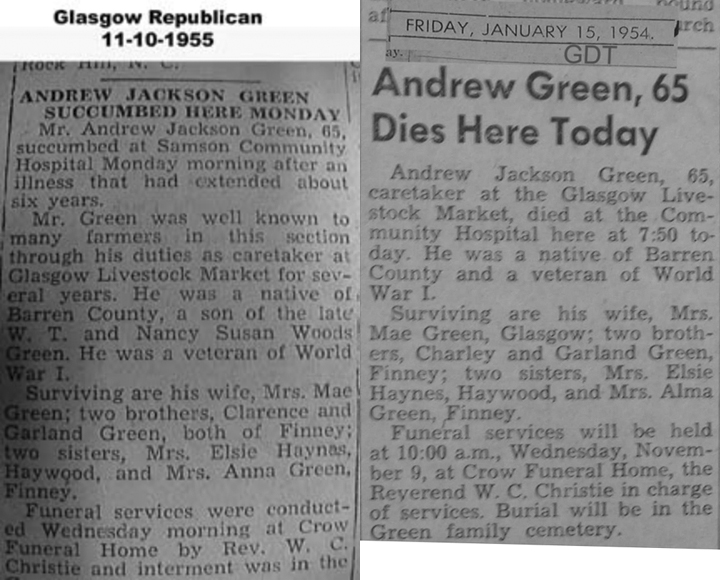 Glasgow Republican
11-10-1955
Rock Hill, N. C.
ANDREW JACKSON GREEN
SUCCUMBED HERE MONDAY
Mr. Andrew Jackson Green, 65,
succumbed at Samson Community
Hospital Monday morning after an
illness that had extended about
six years.
Mr. Green was well known to
many farmers in this section
through his duties as caretaker at
Glasgow Livestock Market for sev-
eral years. He was a native of
Barren County, a son of the late
W. T. and Nancy Susan Woods
Green. He was a veteran of World
War I.
Surviving are his wife, Mrs. Mae
Green; two brothers, Clarence and
Garland Green, both of Finney;
two sisters, Mrs. Elsie Haynes,
Haywood, and Mrs. Anna Green,
Finney.
Funeral services were conduct-
ed Wednesday morning at Crow
Funeral Home by Rev. W. C.
Christie and interment was in the
FRIDAY, JANUARY 15, 1954.
ay.
GDT
Andrew Green, 65
Dies Here Today
Andrew Jackson Green, 65,
caretaker at the Glasgow Live-
stock Market, died at the Com-
munity Hospital here at 7:50 to-
day. He was a native of Barren
County and a veteran of World
War I.
Surviving are his wife, Mrs.
Mae Green, Glasgow; two broth-
ers, Charley and Garland Green,
Finney; two sisters, Mrs. Elsie
Haynes, Haywood, and Mrs. Alma
Green, Finney.
Funeral services will be held
at 10:00 a.m., Wednesday, Novem-
ber 9, at Crow Funeral Home, the
Reverend W. C. Christie in charge
of services. Burial will be in the
Green family cemetery.